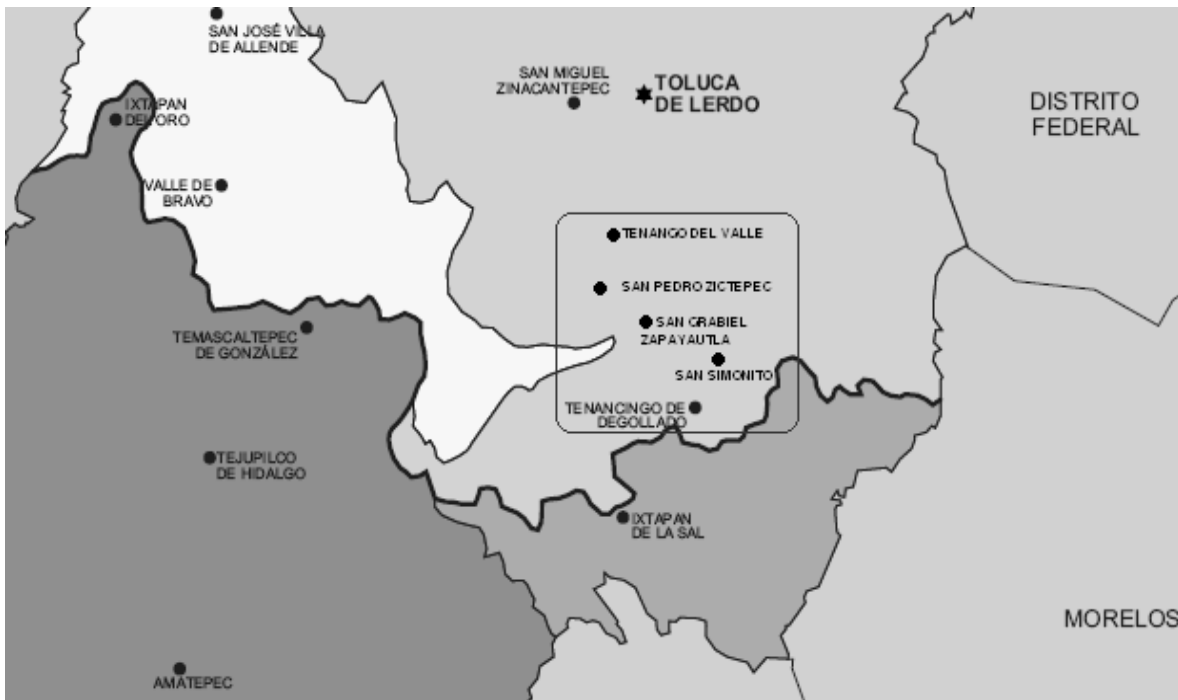 SAN JOSÉ VILLA
DE ALLENDE
SAN MIGUEL
ZINACANTEPEC
TOLUCA
DE LERDO
DISTRITO
FEDERAL
IXTAPAN
DEL ORO
VALLE DE
BRAVO
TENANGO DEL VALLE
SAN PEDRO ZICTEPEC
SAN GRABIEL
ZAPAYAUTLA
TEMASCALTEPEC
DE GONZÁLEZ
SAN SIMONITO
TENANCINGO DE
DEGOLLADO
TEJUPILCO
DE HIDALGO
IXTAPAN
DE LA SAL
MORELOS
AMATEPEC